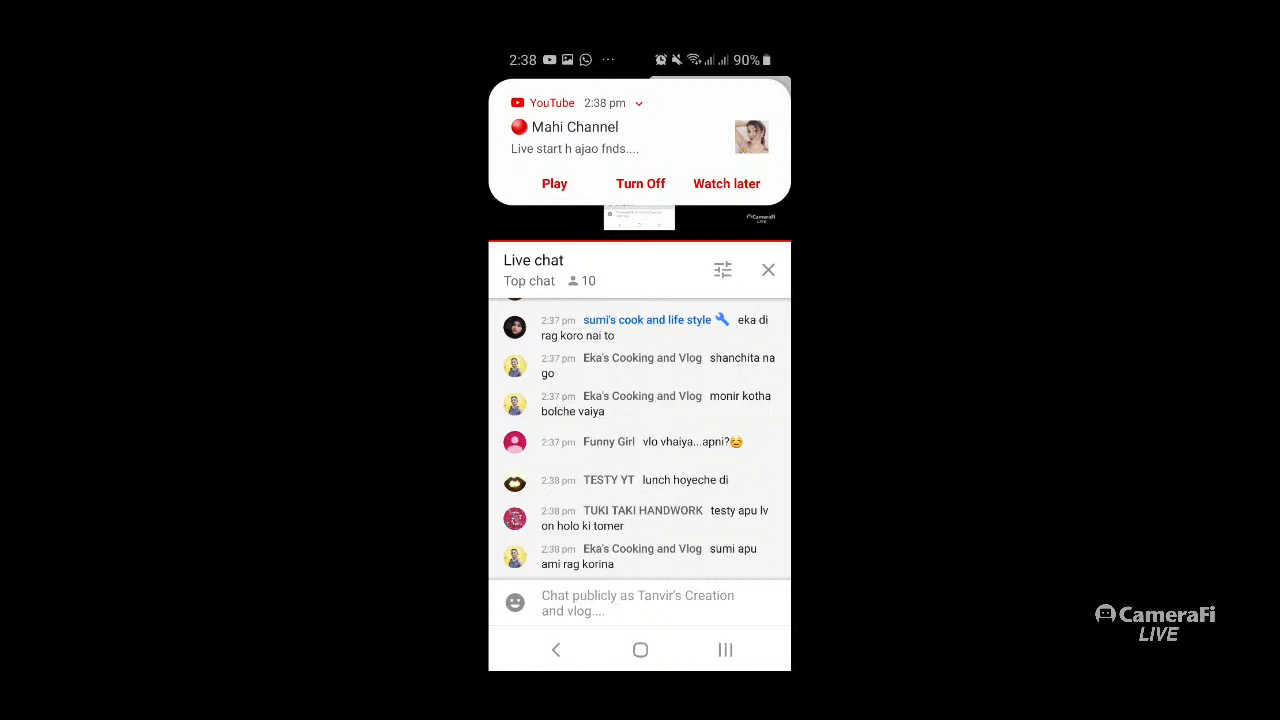 2:38 ... 90%
YouTube 2:38 pm
Mahi Channel
Live start h ajao fnds....
Play Turn Off Watch later
CameraFi
LIVE
Live chat
Top chat 10
2:37 pm sumi's cook and life style eka di
rag koro nai to
2:37 pm Eka's Cooking and Vlog shanchita na
go
2:37 pm Eka's Cooking and Vlog monir kotha
bolche vaiya
2:37 pm Funny Girl vlo vhaiya...apni?😊
2:38 pm TESTY YT lunch hoyeche di
2:38 pm TUKI TAKI HANDWORK testy apu lv
on holo ki tomer
2:38 pm Eka's Cooking and Vlog sumi apu
ami rag korina
Chat publicly as Tanvir's Creation
and vlog....
CameraFi
LIVE